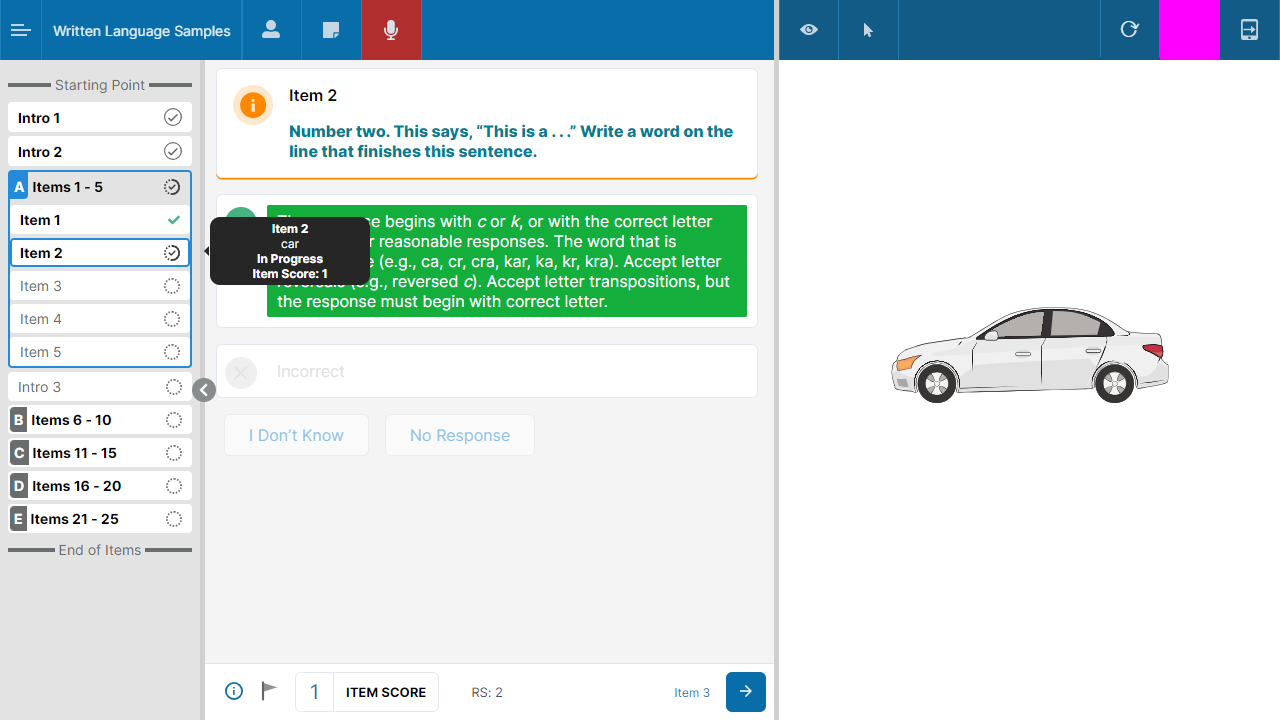 Written Language Samples
Starting Point
Intro 1
Intro 2
A Items 1 - 5
Item 1
Item 2
Item 3
Item 4
Item 5
Intro 3
B Items 6 - 10
C Items 11 - 15
D Items 16 - 20
E Items 21 - 25
End of Items
Item 2
Number two. This says, “This is a . . .” Write a word on the
line that finishes this sentence.
begins with c or k, or with the correct letter
reasonable responses. The word that is
(e.g., ca, cr, cra, kar, ka, kr, kra). Accept letter
reversed c). Accept letter transpositions, but
the response must begin with correct letter.
Item 2
car
In Progress
Item Score: 1
Incorrect
I Don’t Know
No Response
1 ITEM SCORE
RS: 2
Item 3